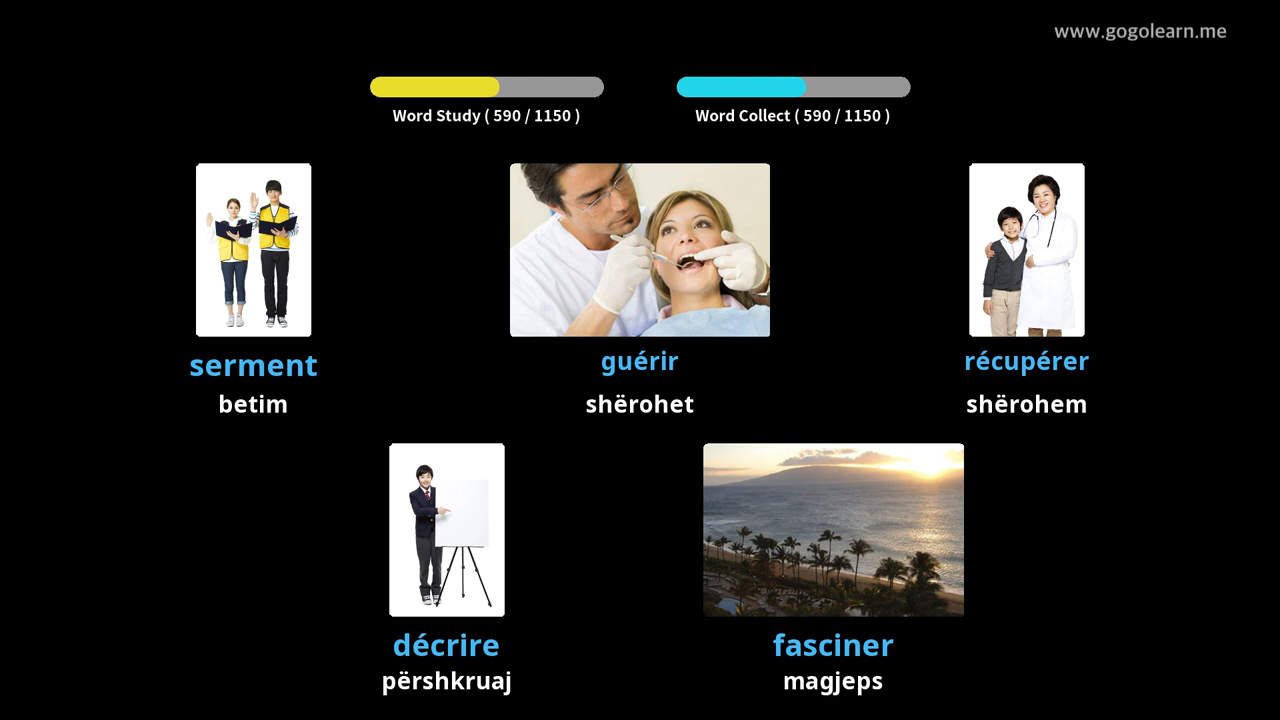 www.gogolearn.me
Word Study ( 590 / 1150 )
Word Collect ( 590 / 1150 )
serment
betim
guérir
shërohet
récupérer
shërohem
décrire
përshkruaj
fasciner
magjeps